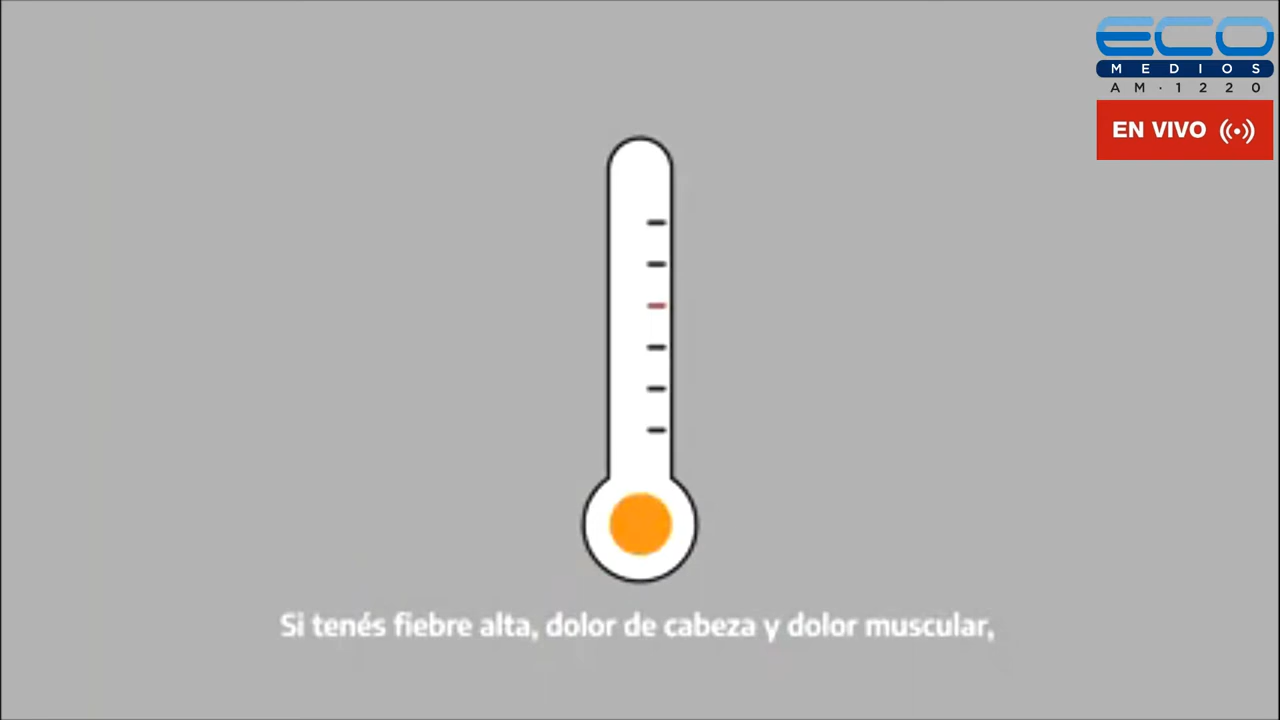 ECO
MEDIOS
AM·1220
EN VIVO
Si tenés fiebre alta, dolor de cabeza y dolor muscular,